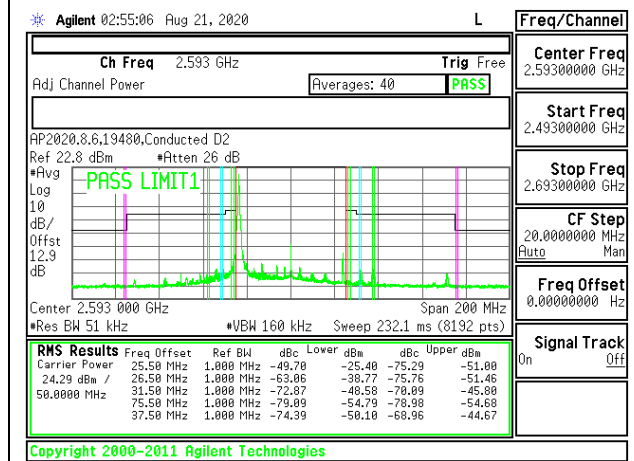 Agilent 02:55:06 Aug 21, 2020 L
Freq/Channel
Ch Freq 2.593 GHz Trig Free
Adj Channel Power Averages: 40 PASS
AP2020.8.6,19480,Conducted D2
Ref 22.8 dBm #Atten 26 dB
#Avg
Log
10
dB/
Offst
12.9
dB
PASS LIMIT1
Center 2.593 000 GHz Span 200 MHz
#Res BW 51 kHz #VBW 160 kHz Sweep 232.1 ms (8192 pts)
RMS Results Freq Offset Ref BW dBc Lower dBm dBc Upper dBm
Carrier Power 25.50 MHz 1.000 MHz -49.70 -25.40 -75.29 -51.00
24.29 dBm / 26.50 MHz 1.000 MHz -63.06 -38.77 -75.76 -51.46
50.0000 MHz 31.50 MHz 1.000 MHz -72.87 -48.58 -70.09 -45.80
75.50 MHz 1.000 MHz -79.09 -54.79 -78.98 -54.68
37.50 MHz 1.000 MHz -74.39 -50.10 -68.96 -44.67
Copyright 2000-2011 Agilent Technologies
Center Freq
2.59300000 GHz
Start Freq
2.49300000 GHz
Stop Freq
2.69300000 GHz
CF Step
20.0000000 MHz
Auto Man
Freq Offset
0.00000000 Hz
Signal Track
On Off